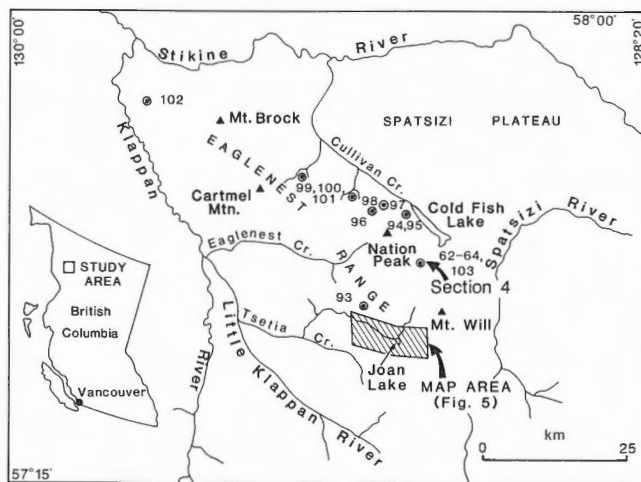 130°00'
58°00'
128°20'
Stikine River
102
Mt. Brock
SPATSIZI PLATEAU
Klappan River
EAGLENEST RANGE
Cullivan Cr.
99,100,
101
98
97
96
94,95
Cartmel
Mtn.
Cold Fish
Lake
Spatsizi River
Eaglenest Cr.
Nation
Peak
62-64,
103
Section 4
STUDY
AREA
British
Columbia
Vancouver
93
Mt. Will
Tsetia
Cr.
Little Klappan River
Joan
Lake
MAP AREA
(Fig. 5)
km
0 25
57°15'